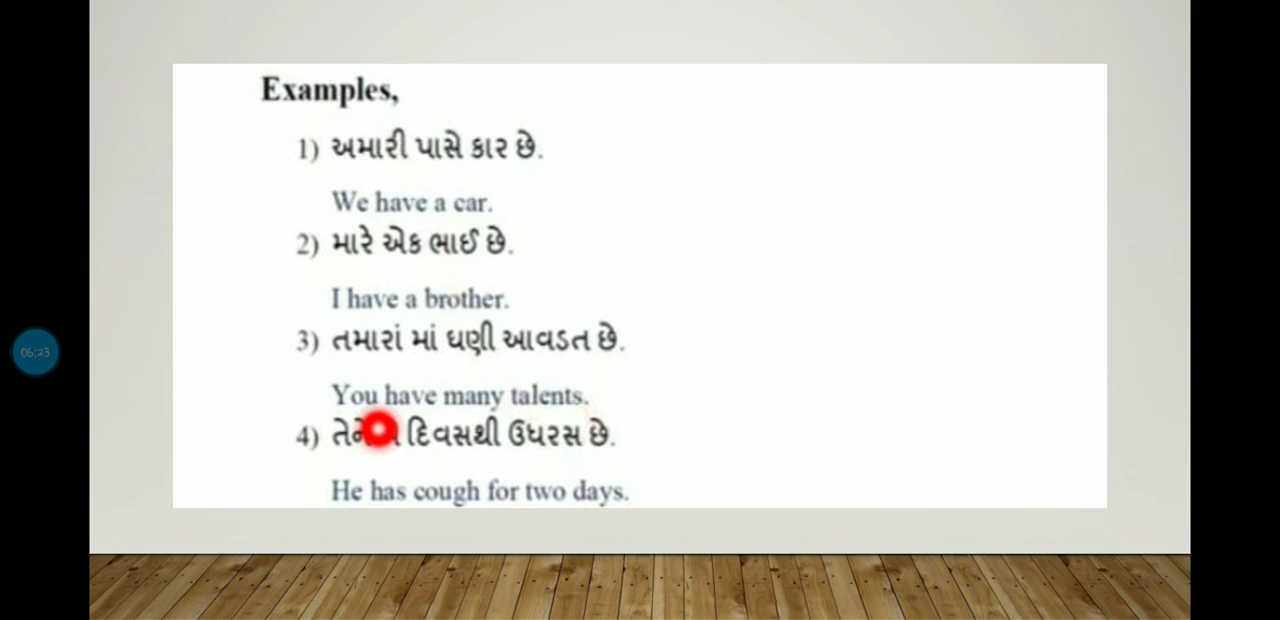 Examples,
1) અમારી પાસે કાર છે.
We have a car.
2) મારે એક ભાઈ છે.
I have a brother.
3) તમારાં માં ઘણી આવડત છે.
You have many talents.
4) દિવસથી ઉધરસ છે.
He has cough for two days.
06:23